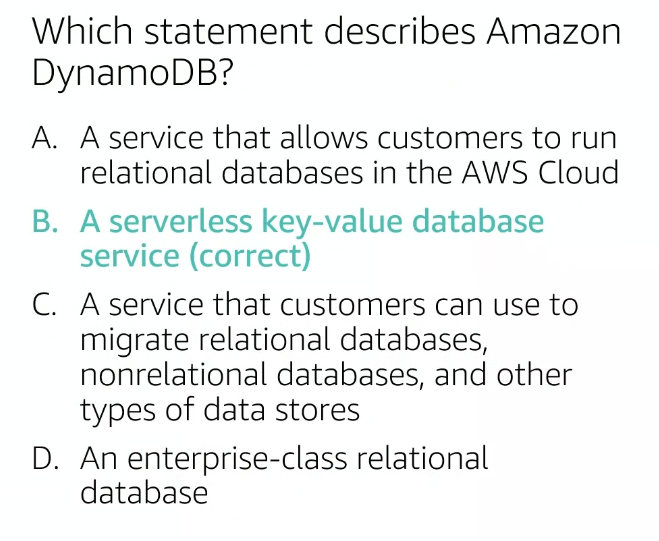 Which statement describes Amazon
DynamoDB?
A. A service that allows customers to run
relational databases in the AWS Cloud
B. A serverless key-value database
service (correct)
C. A service that customers can use to
migrate relational databases,
nonrelational databases, and other
types of data stores
D. An enterprise-class relational
database